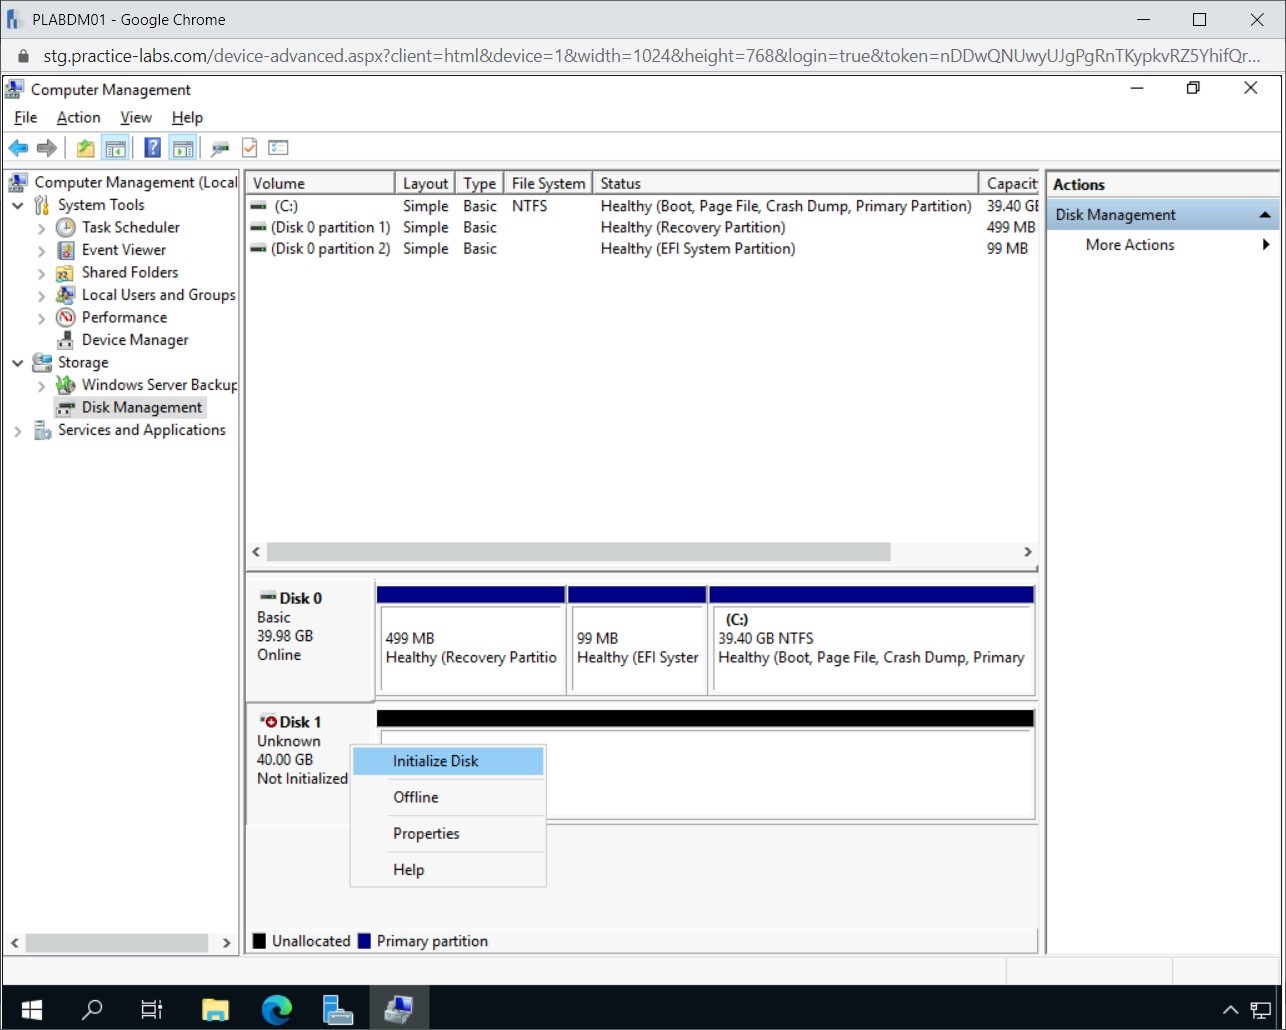 PLABDM01 - Google Chrome
stg.practice-labs.com/device-advanced.aspx?client=html&device=1&width=1024&height=768&login=true&token=nDDwQNUwyUJgPgRnTKypkvRZ5YhifQr...
Computer Management
File Action View Help
Computer Management (Local
System Tools
Task Scheduler
Event Viewer
Shared Folders
Local Users and Groups
Performance
Device Manager
Storage
Windows Server Backup
Disk Management
Services and Applications
Volume Layout Type File System Status Capacit
(C:) Simple Basic NTFS Healthy (Boot, Page File, Crash Dump, Primary Partition) 39.40 GB
(Disk 0 partition 1) Simple Basic Healthy (Recovery Partition) 499 MB
(Disk 0 partition 2) Simple Basic Healthy (EFI System Partition) 99 MB
Disk 0
Basic
39.98 GB
Online
499 MB
Healthy (Recovery Partitio
99 MB
Healthy (EFI Syster
(C:)
39.40 GB NTFS
Healthy (Boot, Page File, Crash Dump, Primary
Disk 1
Unknown
40.00 GB
Not Initialized
Initialize Disk
Offline
Properties
Help
Unallocated Primary partition
Actions
Disk Management
More Actions